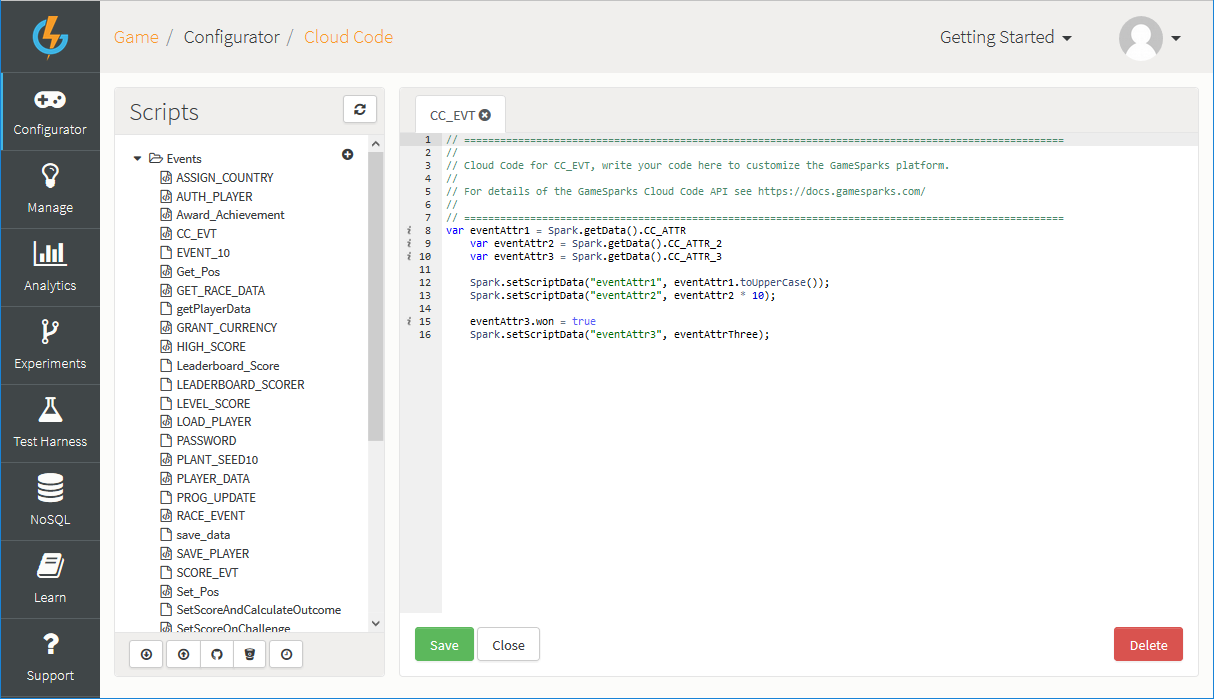 Game / Configurator / Cloud Code
Getting Started
Configurator
Manage
Analytics
Experiments
Test Harness
NoSQL
Learn
Support
Scripts
Events
ASSIGN_COUNTRY
AUTH_PLAYER
Award_Achievement
CC_EVT
EVENT_10
Get_Pos
GET_RACE_DATA
getPlayerData
GRANT_CURRENCY
HIGH_SCORE
Leaderboard_Score
LEADERBOARD_SCORER
LEVEL_SCORE
LOAD_PLAYER
PASSWORD
PLANT_SEED10
PLAYER_DATA
PROG_UPDATE
RACE_EVENT
save_data
SAVE_PLAYER
SCORE_EVT
Set_Pos
SetScoreAndCalculateOutcome
SetScoreOnChallenge
CC_EVT
1 // ====================================================================================================
2 //
3 // Cloud Code for CC_EVT, write your code here to customize the GameSparks platform.
4 //
5 // For details of the GameSparks Cloud Code API see https://docs.gamesparks.com/
6 //
7 // ====================================================================================================
8 var eventAttr1 = Spark.getData().CC_ATTR
9 var eventAttr2 = Spark.getData().CC_ATTR_2
10 var eventAttr3 = Spark.getData().CC_ATTR_3
11
12 Spark.setScriptData("eventAttr1", eventAttr1.toUpperCase());
13 Spark.setScriptData("eventAttr2", eventAttr2 * 10);
14
15 eventAttr3.won = true
16 Spark.setScriptData("eventAttr3", eventAttrThree);
Save
Close
Delete